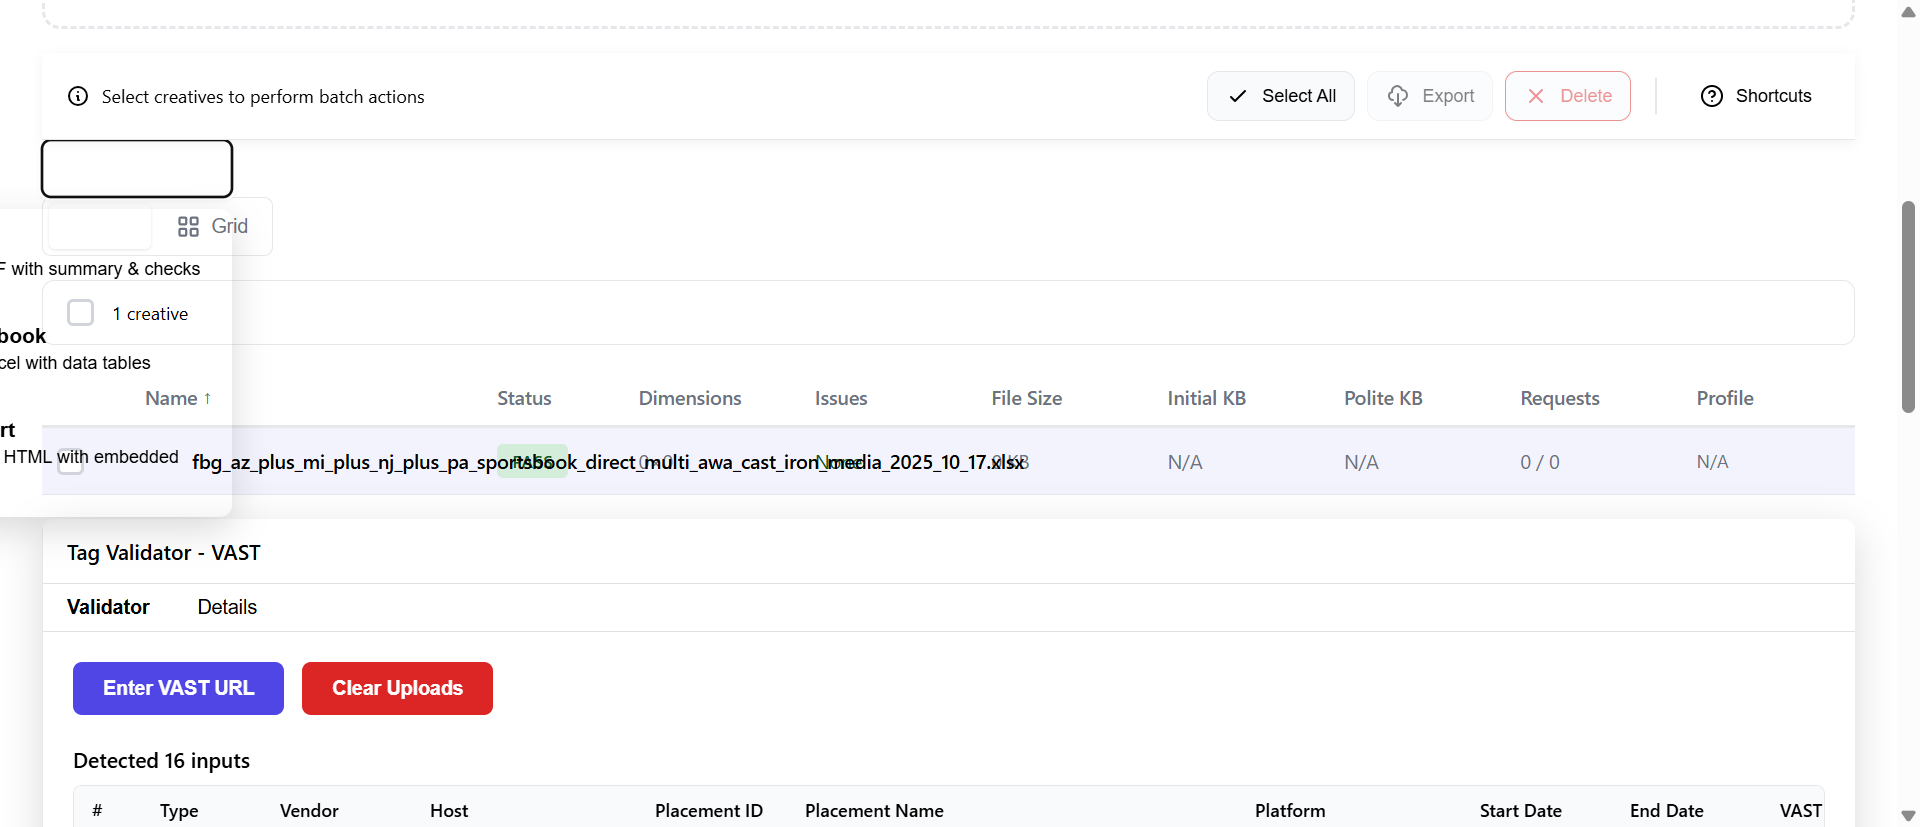 Select creatives to perform batch actions
Select All
Export
Delete
Shortcuts
Grid
F with summary & checks
1 creative
book
cel with data tables
Name ↑
Status
Dimensions
Issues
File Size
Initial KB
Polite KB
Requests
Profile
rt
HTML with embedded
fbg_az_plus_mi_plus_nj_plus_pa_sportsbook_direct_multi_awa_cast_iron_media_2025_10_17.xlsx
PASS
None
KB
N/A
N/A
0 / 0
N/A
Tag Validator - VAST
Validator
Details
Enter VAST URL
Clear Uploads
Detected 16 inputs
#
Type
Vendor
Host
Placement ID
Placement Name
Platform
Start Date
End Date
VAST